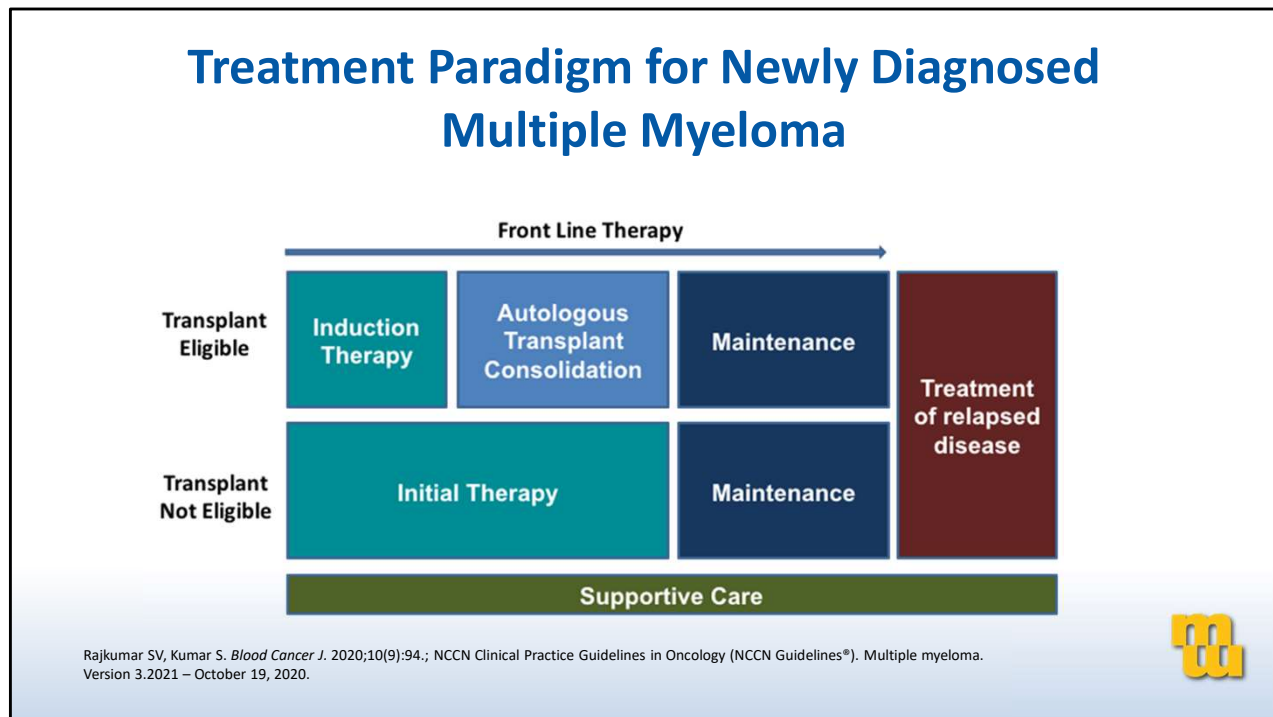 Treatment Paradigm for Newly Diagnosed
Multiple Myeloma
Front Line Therapy
Transplant
Eligible
Induction
Therapy
Autologous
Transplant
Consolidation
Maintenance
Treatment
of relapsed
disease
Transplant
Not Eligible
Initial Therapy
Maintenance
Supportive Care
Rajkumar SV, Kumar S. Blood Cancer J. 2020;10(9):94.; NCCN Clinical Practice Guidelines in Oncology (NCCN Guidelines®). Multiple myeloma.
Version 3.2021 – October 19, 2020.